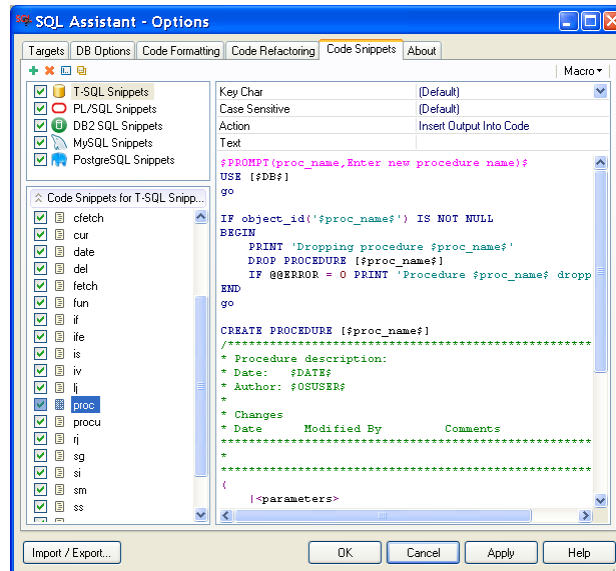 SQL Assistant - Options
Targets DB Options Code Formatting Code Refactoring Code Snippets About
Macro
T-SQL Snippets
PL/SQL Snippets
DB2 SQL Snippets
MySQL Snippets
PostgreSQL Snippets
Key Char (Default)
Case Sensitive (Default)
Action Insert Output Into Code
Text
Code Snippets for T-SQL Snipp...
cfetch
cur
date
del
fetch
fun
if
ife
is
iv
lj
proc
procu
rj
sg
si
sm
ss
$PROMPT(proc_name,Enter new procedure name)$
USE [$DB$]
go
IF object_id('$proc_name$') IS NOT NULL
BEGIN
PRINT 'Dropping procedure $proc_name$'
DROP PROCEDURE [$proc_name$]
IF @@ERROR = 0 PRINT 'Procedure $proc_name$ dropp
END
go
CREATE PROCEDURE [$proc_name$]
/*****************************************************
* Procedure description:
* Date: $DATE$
* Author: $OSUSER$
*
* Changes
* Date Modified By Comments
******************************************************
*
******************************************************
(
|<parameters>
Import / Export... OK Cancel Apply Help